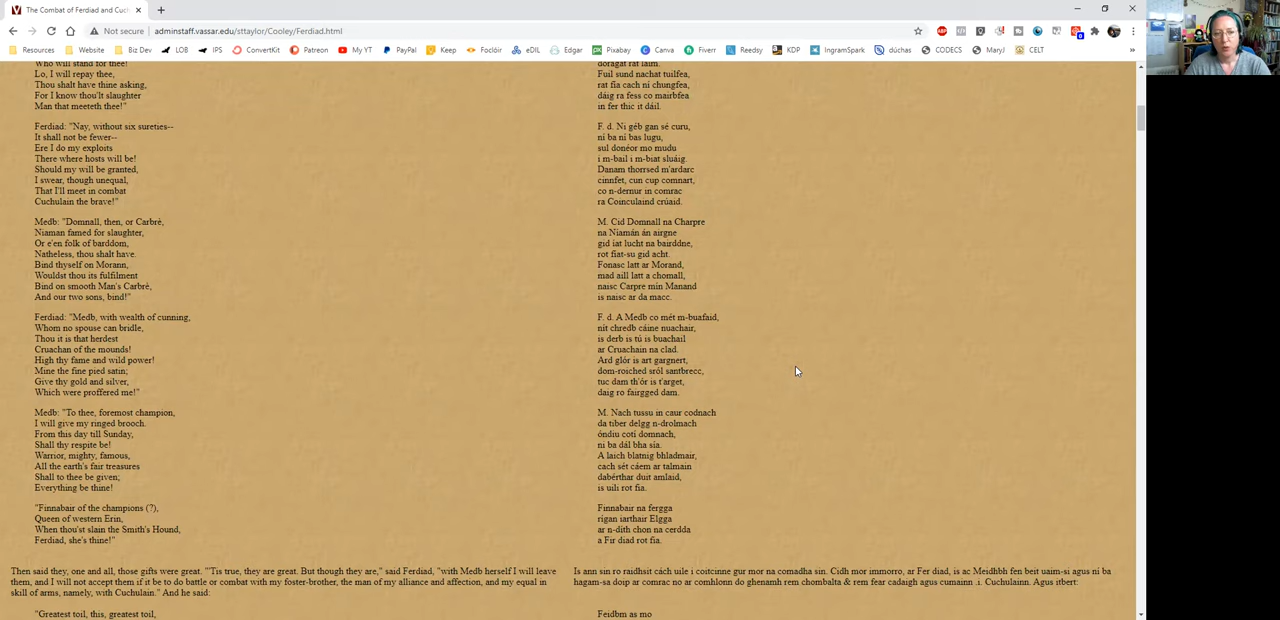 The Combat of Ferdiad and Cuch
Not secure | adminstaff.vassar.edu/sttaylor/Cooley/Ferdiad.html
Resources Website Biz Dev LOB IPS ConvertKit Patreon My YT PayPal Keep Foclóir eDIL Edgar Pixabay Canva Fiverr Reedsy KDP IngramSpark dúchas CODECS MaryJ CELT »
Who will stand for thee!
Lo, I will repay thee,
Thou shalt have thine asking,
For I know thou'lt slaughter
Man that meeteth thee!"
Ferdiad: "Nay, without six sureties--
It shall not be fewer--
Ere I do my exploits
There where hosts will be!
Should my will be granted,
I swear, though unequal,
That I'll meet in combat
Cuchulain the brave!"
Medb: "Domnall, then, or Carbrè,
Niaman famed for slaughter,
Or e'en folk of barddom,
Natheless, thou shalt have.
Bind thyself on Morann,
Wouldst thou its fulfilment
Bind on smooth Man's Carbrè,
And our two sons, bind!"
Ferdiad: "Medb, with wealth of cunning,
Whom no spouse can bridle,
Thou it is that herdest
Cruachan of the mounds!
High thy fame and wild power!
Mine the fine pied satin;
Give thy gold and silver,
Which were proffered me!"
Medb: "To thee, foremost champion,
I will give my ringed brooch.
From this day till Sunday,
Shall thy respite be!
Warrior, mighty, famous,
All the earth's fair treasures
Shall to thee be given;
Everything be thine!
"Finnabair of the champions (?),
Queen of western Erin,
When thou'st slain the Smith's Hound,
Ferdiad, she's thine!"
Then said they, one and all, those gifts were great. "'Tis true, they are great. But though they are," said Ferdiad, "with Medb herself I will leave
them, and I will not accept them if it be to do battle or combat with my foster-brother, the man of my alliance and affection, and my equal in
skill of arms, namely, with Cuchulain." And he said:
"Greatest toil, this, greatest toil,
doragat rat láim.
Fuil sund nachat tuilfea,
rat fia cach ní chungfea,
dáig ra fess co mairbfea
in fer thic it dáil.
F. d. Ni géb gan sé curu,
ní ba ní bas lugu,
sul donéor mo mudu
i m-bail i m-biat sluáig.
Danam thorrsed m'ardarc
cinnfet, cun cup comnart,
co n-dernur in comrac
ra Coinculaind crúaid.
M. Cid Domnall na Charpre
na Niamán án airgne
gid iat lucht na bairddne,
rot fíat-su gid acht.
Fonasc latt ar Morand,
mad aill latt a chomall,
naisc Carpre mín Manand
is naisc ar da macc.
F. d. A Medb co mét m-buafaid,
nít chredb cáine nuachair,
is derb is tú is buachail
ar Cruachain na clad.
Ard glór is art gargnert,
dom-roiched sról santbrecc,
tuc dam th'ór is t'arget,
daig ro fairgged dam.
M. Nach tussu in caur codnach
da tiber delgg n-drolmach
óndiu coti domnach,
ni ba dál bha sía.
A laich blatnig bhladmair,
cach sét cáem ar talmain
dabérthar duit amlaid,
is uili rot fia.
Finnabair na fergga
rígan iarthair Elgga
ar n-dith chon na cerdda
a Fir diad rot fia.
Is ann sin ro raidhsit cách uile i coitcinne gur mor na comadha sin. Cidh mor immorro, ar Fer diad, is ac Meidhbh fen beit uaim-si iat agus ni ba
hagam-sa doip ar comrac no ar comhlonn do ghenamh rem chombalta & rem fear cadaigh agus cumainn .i. Cuculainn. Agus itbert:
Feidbm as mo